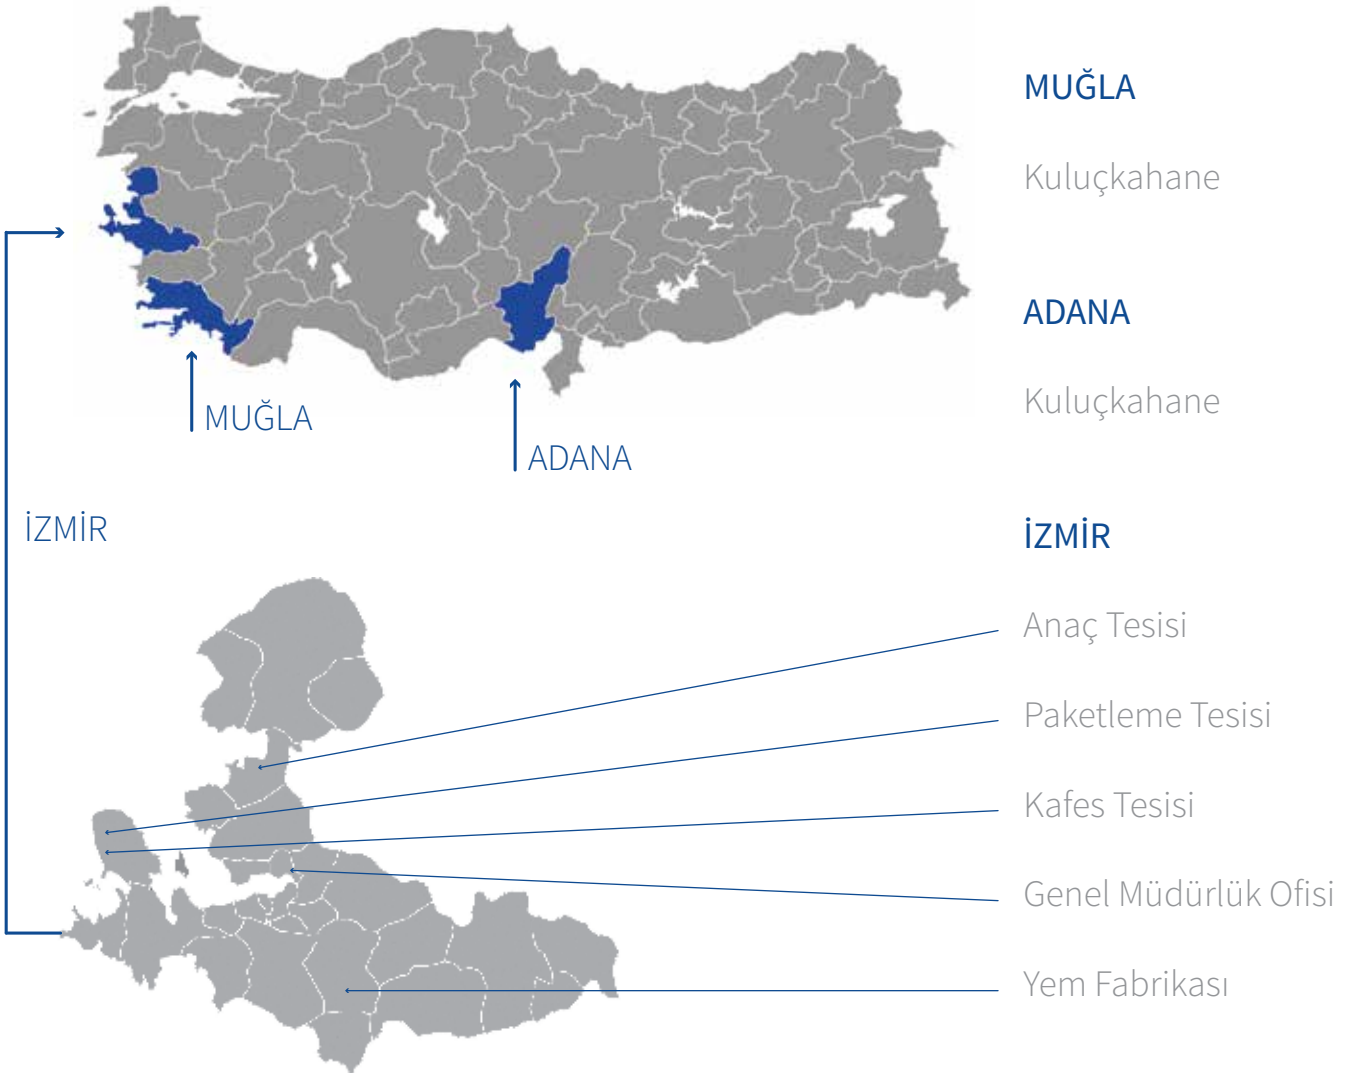 MUĞLA
ADANA
İZMİR
MUĞLA
Kuluçkahane
ADANA
Kuluçkahane
İZMİR
Anaç Tesisi
Paketleme Tesisi
Kafes Tesisi
Genel Müdürlük Ofisi
Yem Fabrikası